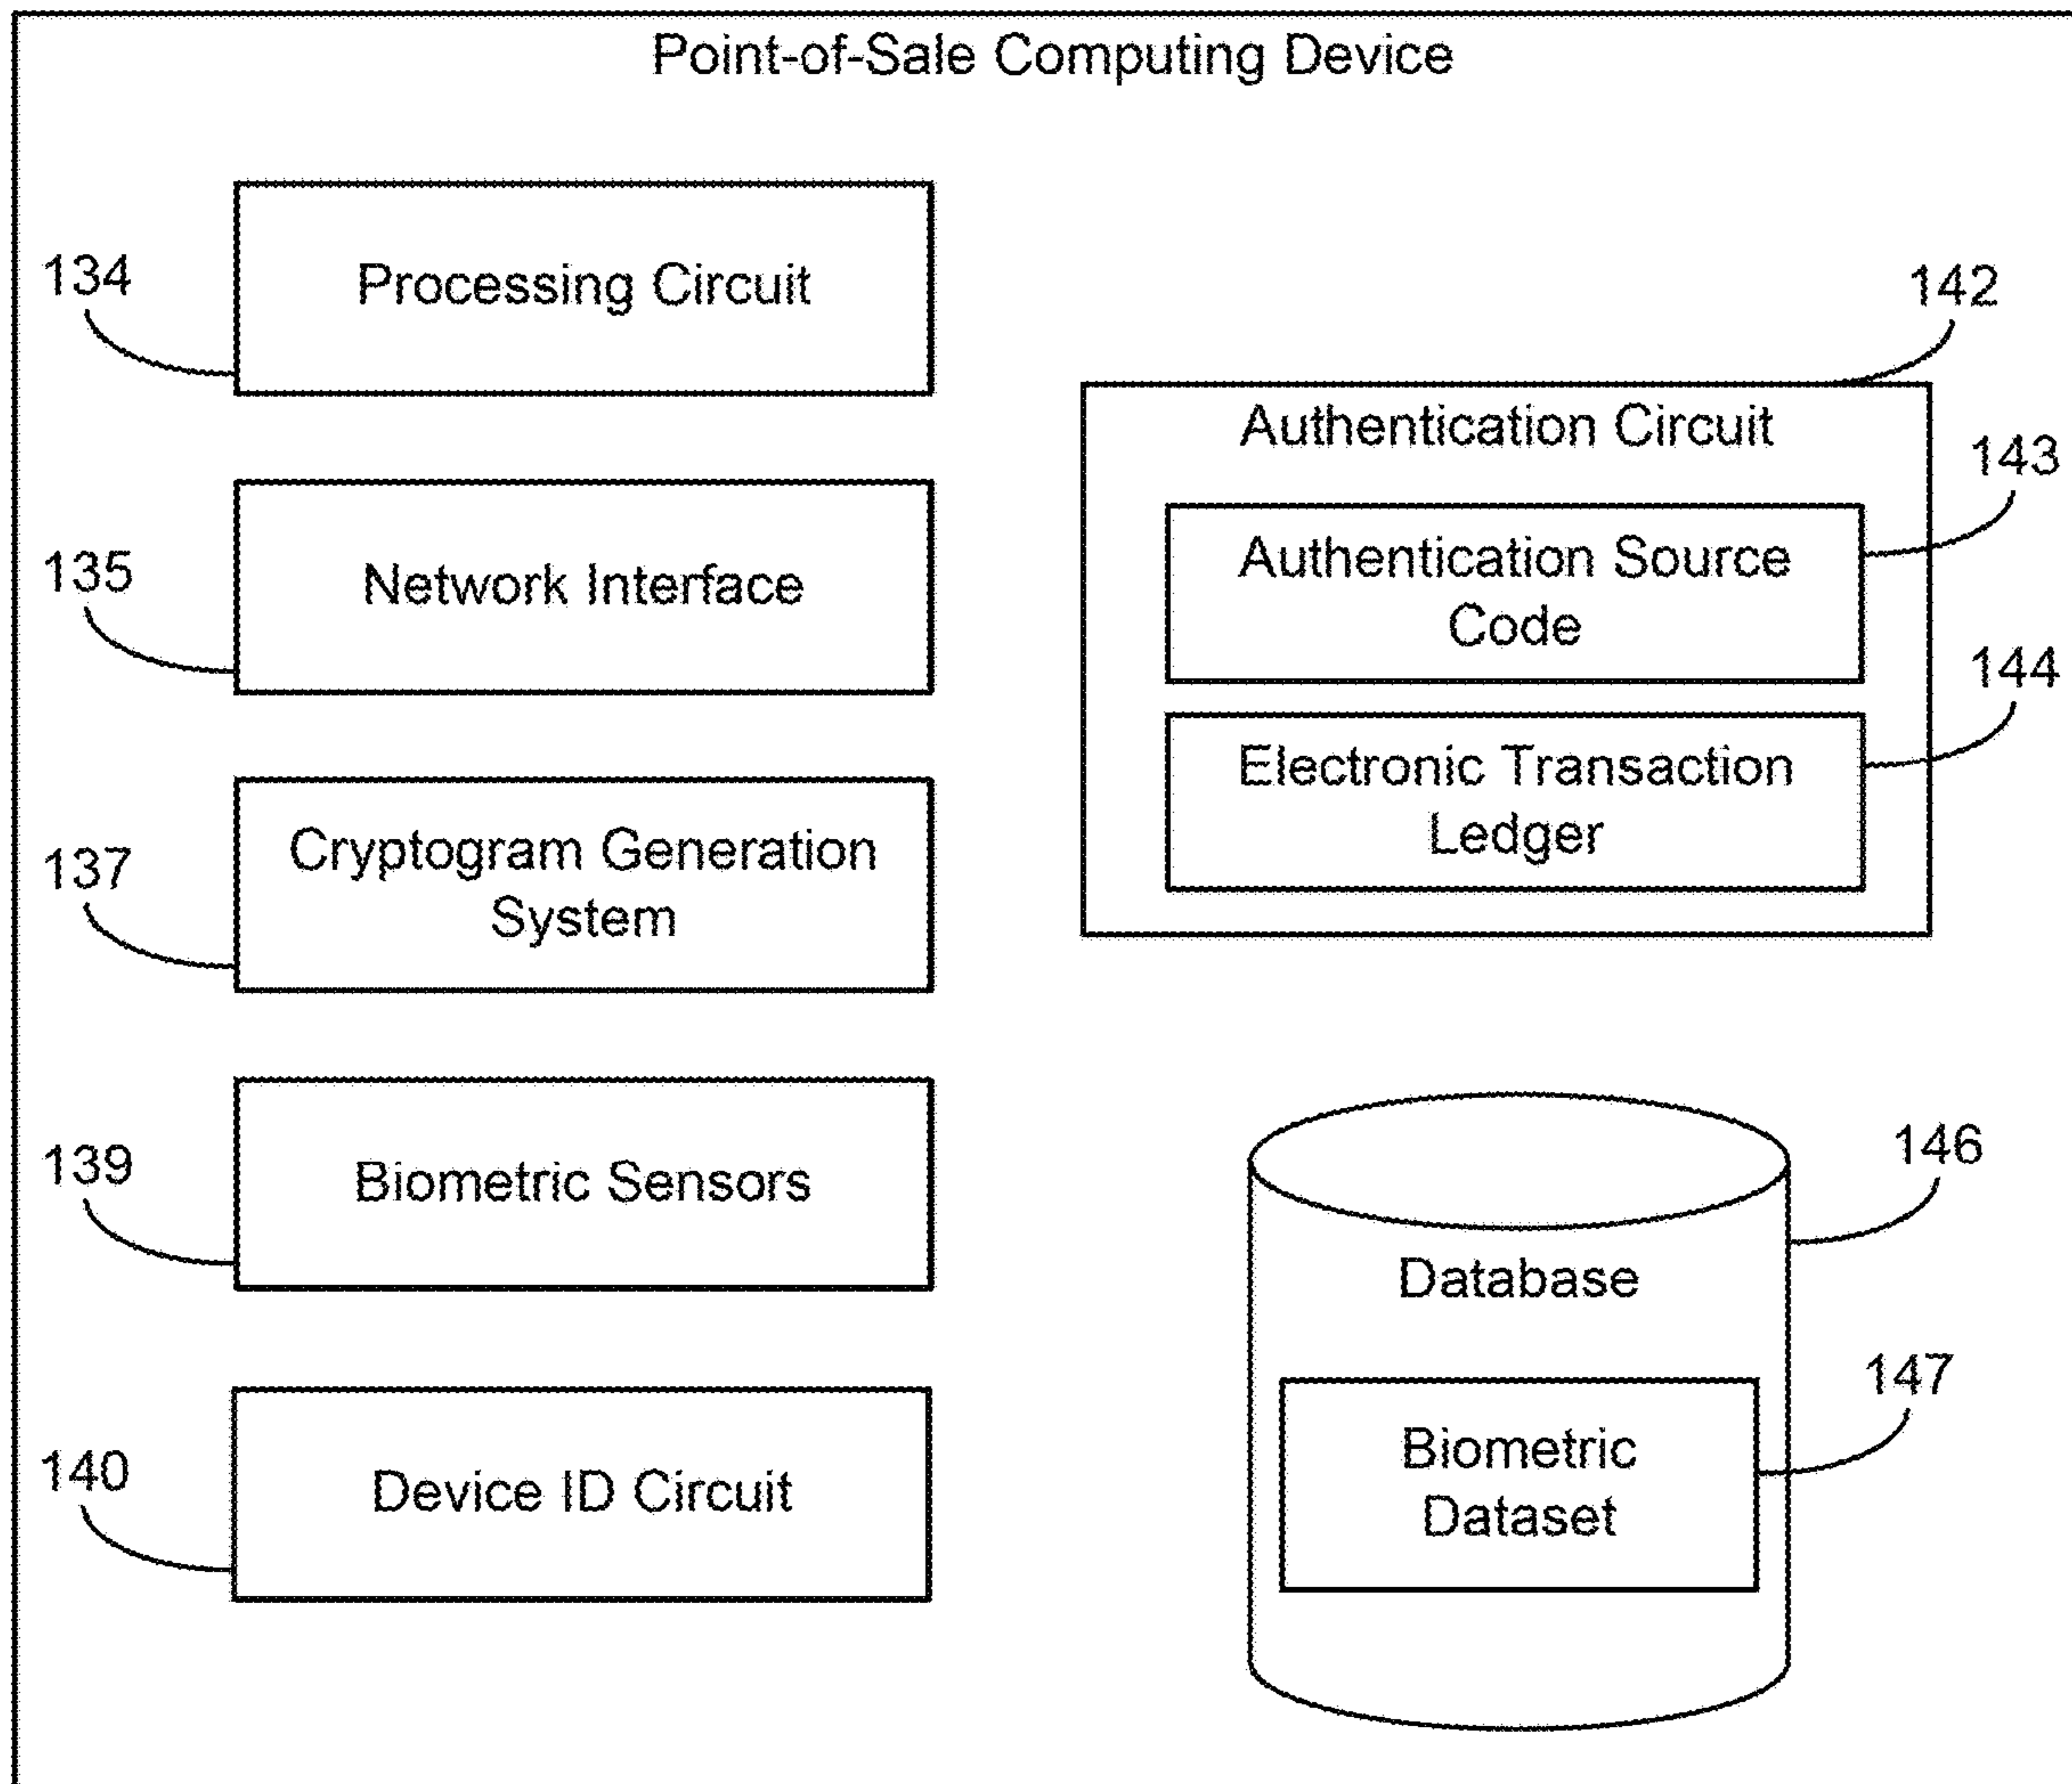 Point-of-Sale Computing Device
134
Processing Circuit
135
Network Interface
137
Cryptogram Generation
System
139
Biometric Sensors
140
Device ID Circuit
142
Authentication Circuit
143
Authentication Source
Code
144
Electronic Transaction
Ledger
146
Database
147
Biometric
Dataset